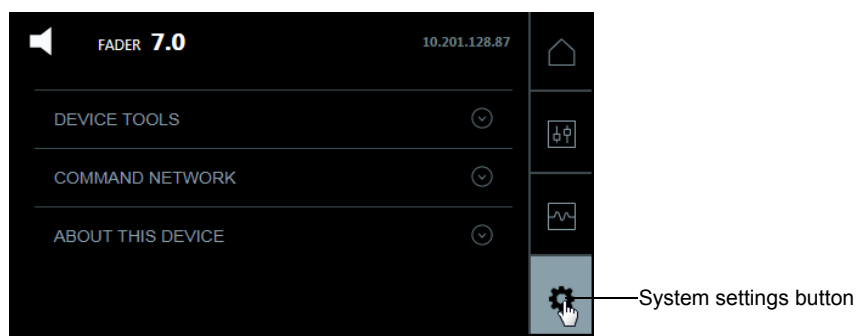 FADER 7.0
10.201.128.87
DEVICE TOOLS
COMMAND NETWORK
ABOUT THIS DEVICE
System settings button